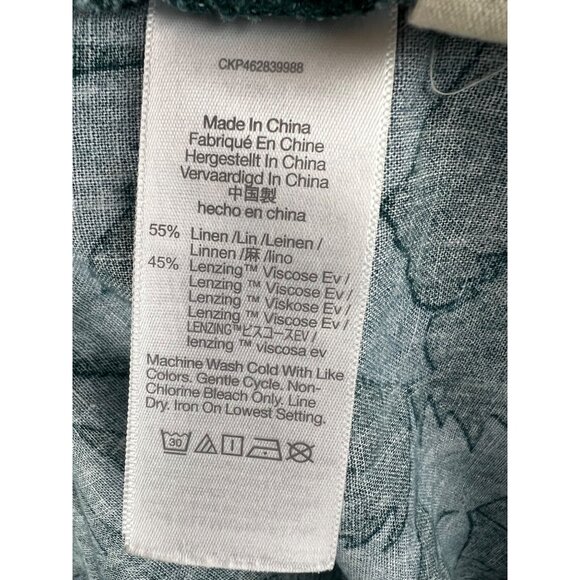 CKP462839988
Made In China
Fabriqué En Chine
Hergestellt In China
Vervaardigd In China
中国製
hecho en china
55% Linen /Lin /Leinen /
Linnen /麻 /lino
45% Lenzing™ Viscose Ev /
Lenzing ™ Viscose Ev /
Lenzing ™ Viskose Ev /
Lenzing ™ Viscose Ev /
LENZING™ビスコースEV /
lenzing ™ viscosa ev
Machine Wash Cold With Like
Colors. Gentle Cycle. Non-
Chlorine Bleach Only. Line
Dry. Iron On Lowest Setting.
30